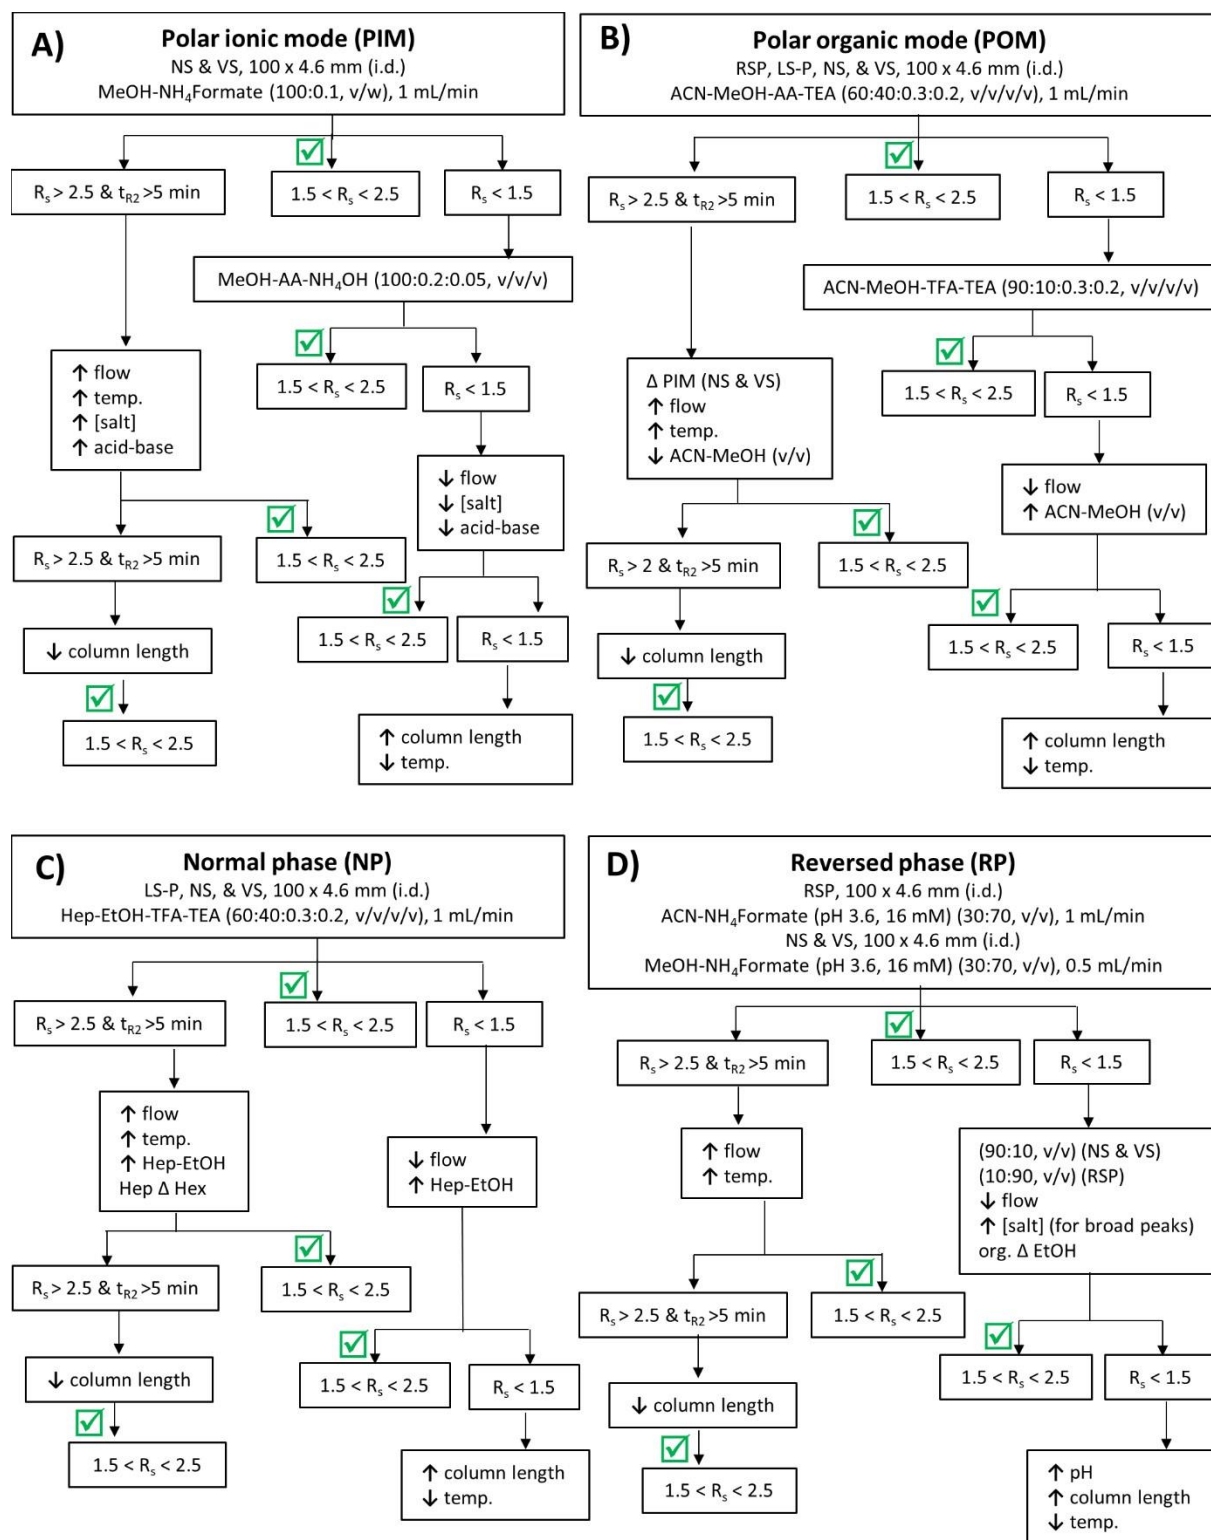 A)
Polar ionic mode (PIM)
NS & VS, 100 x 4.6 mm (i.d.)
MeOH-NH₄Formate (100:0.1, v/w), 1 mL/min
Rₛ > 2.5 & t_R2 >5 min
1.5 < Rₛ < 2.5
Rₛ < 1.5
MeOH-AA-NH₄OH (100:0.2:0.05, v/v/v)
1.5 < Rₛ < 2.5
Rₛ < 1.5
↑ flow
↑ temp.
↑ [salt]
↑ acid-base
↓ flow
↓ [salt]
↓ acid-base
Rₛ > 2.5 & t_R2 >5 min
1.5 < Rₛ < 2.5
1.5 < Rₛ < 2.5
Rₛ < 1.5
↓ column length
1.5 < Rₛ < 2.5
↑ column length
↓ temp.
B)
Polar organic mode (POM)
RSP, LS-P, NS, & VS, 100 x 4.6 mm (i.d.)
ACN-MeOH-AA-TEA (60:40:0.3:0.2, v/v/v/v), 1 mL/min
Rₛ > 2.5 & t_R2 >5 min
1.5 < Rₛ < 2.5
Rₛ < 1.5
ACN-MeOH-TFA-TEA (90:10:0.3:0.2, v/v/v/v)
1.5 < Rₛ < 2.5
Rₛ < 1.5
Δ PIM (NS & VS)
↑ flow
↑ temp.
↓ ACN-MeOH (v/v)
↓ flow
↑ ACN-MeOH (v/v)
Rₛ > 2 & t_R2 >5 min
1.5 < Rₛ < 2.5
1.5 < Rₛ < 2.5
Rₛ < 1.5
↓ column length
1.5 < Rₛ < 2.5
↑ column length
↓ temp.
C)
Normal phase (NP)
LS-P, NS, & VS, 100 x 4.6 mm (i.d.)
Hep-EtOH-TFA-TEA (60:40:0.3:0.2, v/v/v/v), 1 mL/min
Rₛ > 2.5 & t_R2 >5 min
1.5 < Rₛ < 2.5
Rₛ < 1.5
↑ flow
↑ temp.
↑ Hep-EtOH
Hep Δ Hex
↓ flow
↑ Hep-EtOH
Rₛ > 2.5 & t_R2 >5 min
1.5 < Rₛ < 2.5
1.5 < Rₛ < 2.5
Rₛ < 1.5
↓ column length
1.5 < Rₛ < 2.5
↑ column length
↓ temp.
D)
Reversed phase (RP)
RSP, 100 x 4.6 mm (i.d.)
ACN-NH₄Formate (pH 3.6, 16 mM) (30:70, v/v), 1 mL/min
NS & VS, 100 x 4.6 mm (i.d.)
MeOH-NH₄Formate (pH 3.6, 16 mM) (30:70, v/v), 0.5 mL/min
Rₛ > 2.5 & t_R2 >5 min
1.5 < Rₛ < 2.5
Rₛ < 1.5
↑ flow
↑ temp.
(90:10, v/v) (NS & VS)
(10:90, v/v) (RSP)
↓ flow
↑ [salt] (for broad peaks)
org. Δ EtOH
Rₛ > 2.5 & t_R2 >5 min
1.5 < Rₛ < 2.5
1.5 < Rₛ < 2.5
Rₛ < 1.5
↓ column length
1.5 < Rₛ < 2.5
↑ pH
↑ column length
↓ temp.